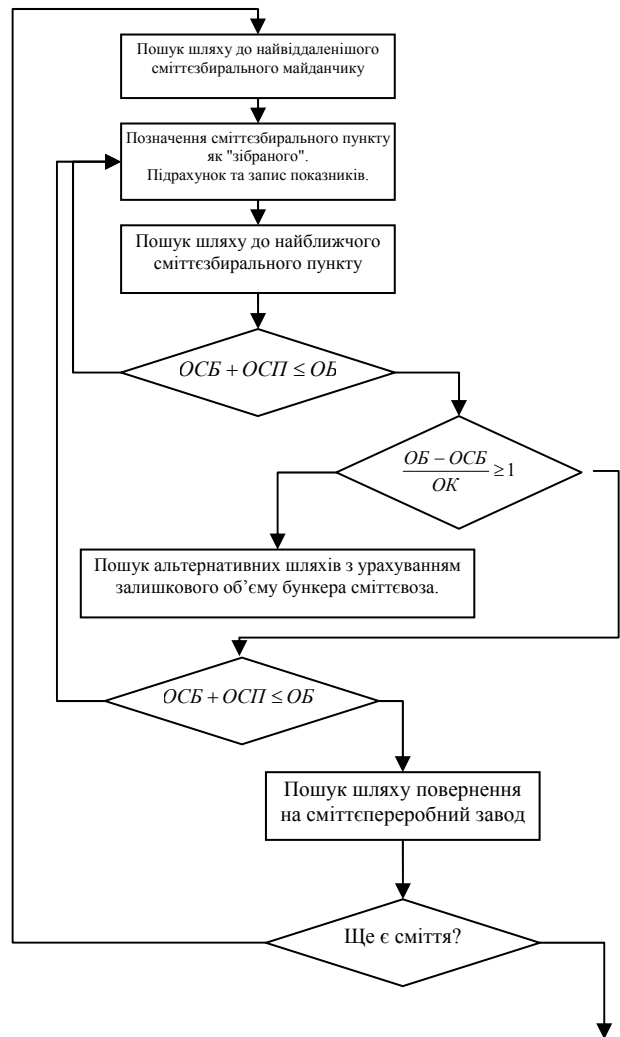 Пошук шляху до найвіддаленішого
сміттєзбирального майданчику
Позначення сміттєзбирального пункту
як "зібраного".
Підрахунок та запис показників.
Пошук шляху до найближчого
сміттєзбирального пункту
ОСБ + ОСП ≤ ОБ
ОБ − ОСБ
ОК
≥ 1
Пошук альтернативних шляхів з урахуванням
залишкового об’єму бункера сміттєвоза.
ОСБ + ОСП ≤ ОБ
Пошук шляху повернення
на сміттєпереробний завод
Ще є сміття?